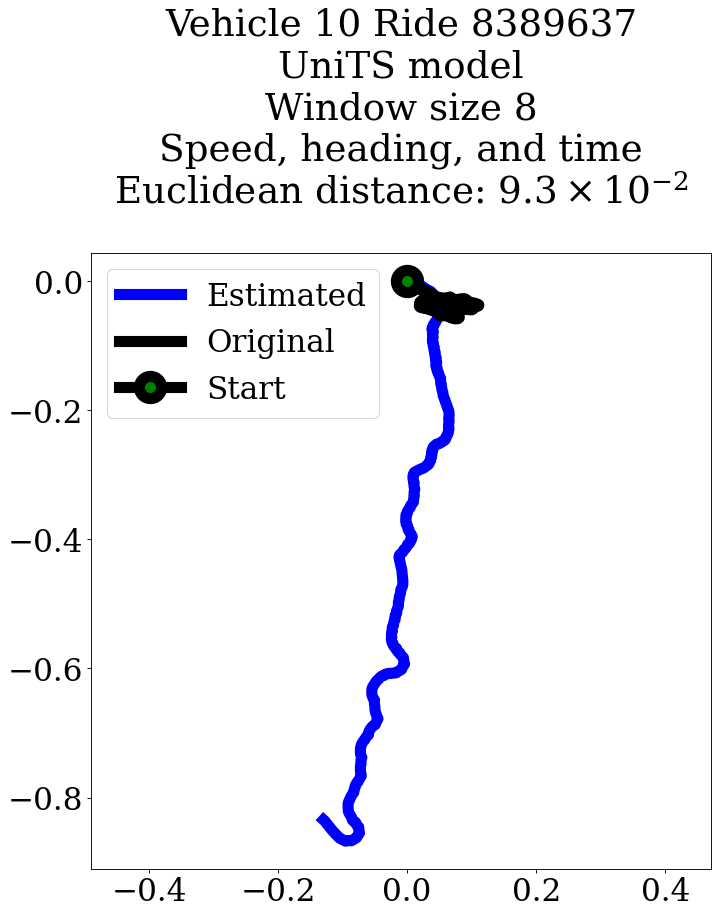 Vehicle 10 Ride 8389637
UniTS model
Window size 8
Speed, heading, and time
Euclidean distance: 9.3 × 10⁻²
Estimated
Original
Start
0.0
−0.2
−0.4
−0.6
−0.8
−0.4 −0.2 0.0 0.2 0.4